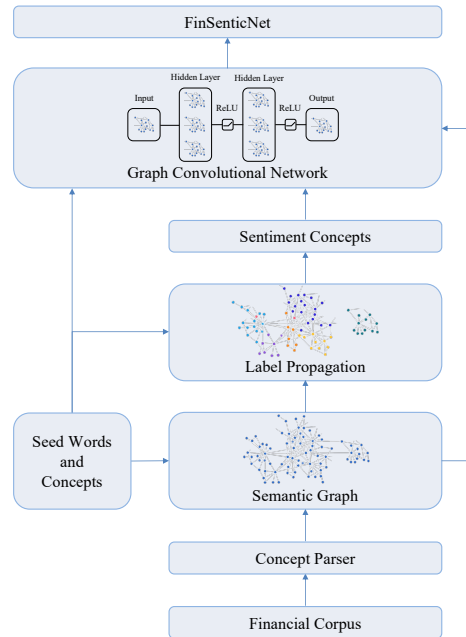 FinSenticNet
Hidden Layer Hidden Layer
Input ReLU ReLU Output
Graph Convolutional Network
Sentiment Concepts
Label Propagation
Seed Words
and
Concepts
Semantic Graph
Concept Parser
Financial Corpus